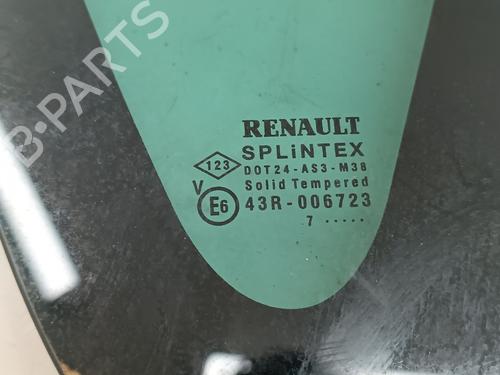 RENAULT
123 SPLiNTEX
DOT24-AS3-M38
V Solid Tempered
E6 43R-006723
7 .....
B-PARTS